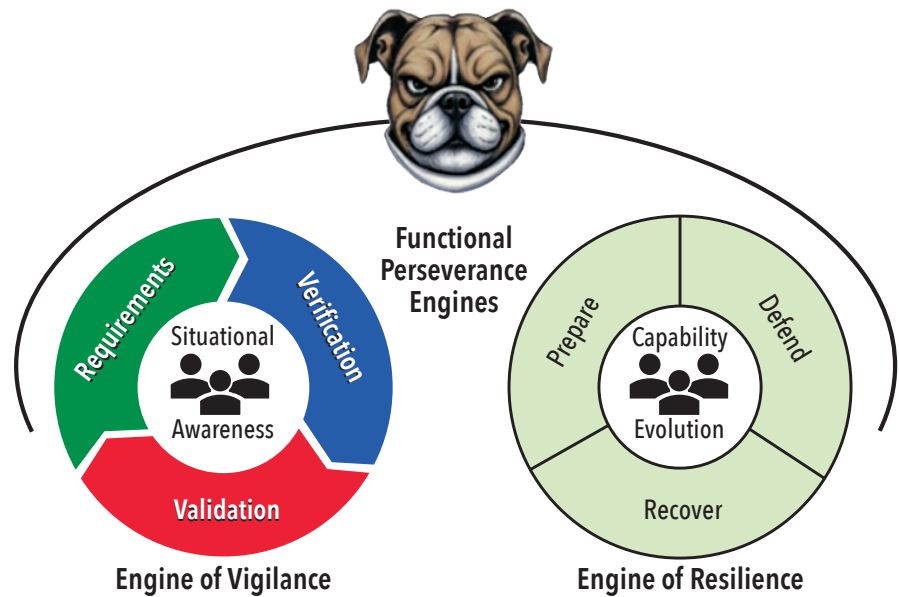 Functional
Perseverance
Engines
Requirements
Verification
Validation
Situational
Awareness
Engine of Vigilance
Prepare
Defend
Recover
Capability
Evolution
Engine of Resilience